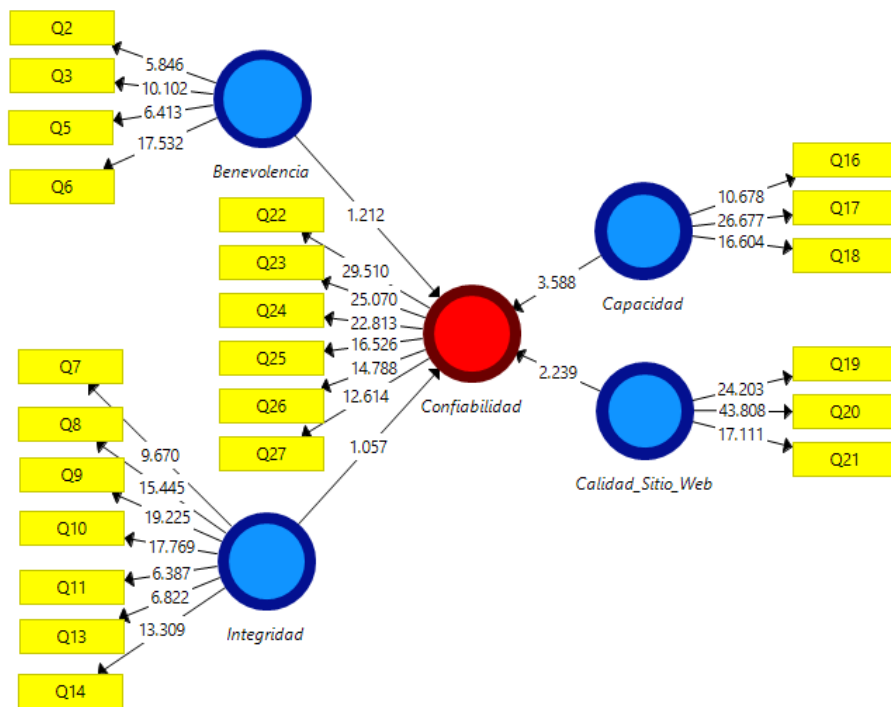 Q2
Q3
Q5
Q6
5.846
10.102
6.413
17.532
Benevolencia
1.212
Q22
Q23
Q24
Q25
Q26
Q27
29.510
25.070
22.813
16.526
14.788
12.614
Confiabilidad
Q16
Q17
Q18
10.678
26.677
16.604
Capacidad
3.588
Q19
Q20
Q21
24.203
43.808
17.111
Calidad_Sitio_Web
2.239
Q7
Q8
Q9
Q10
Q11
Q13
Q14
9.670
15.445
19.225
17.769
6.387
6.822
13.309
Integridad
1.057